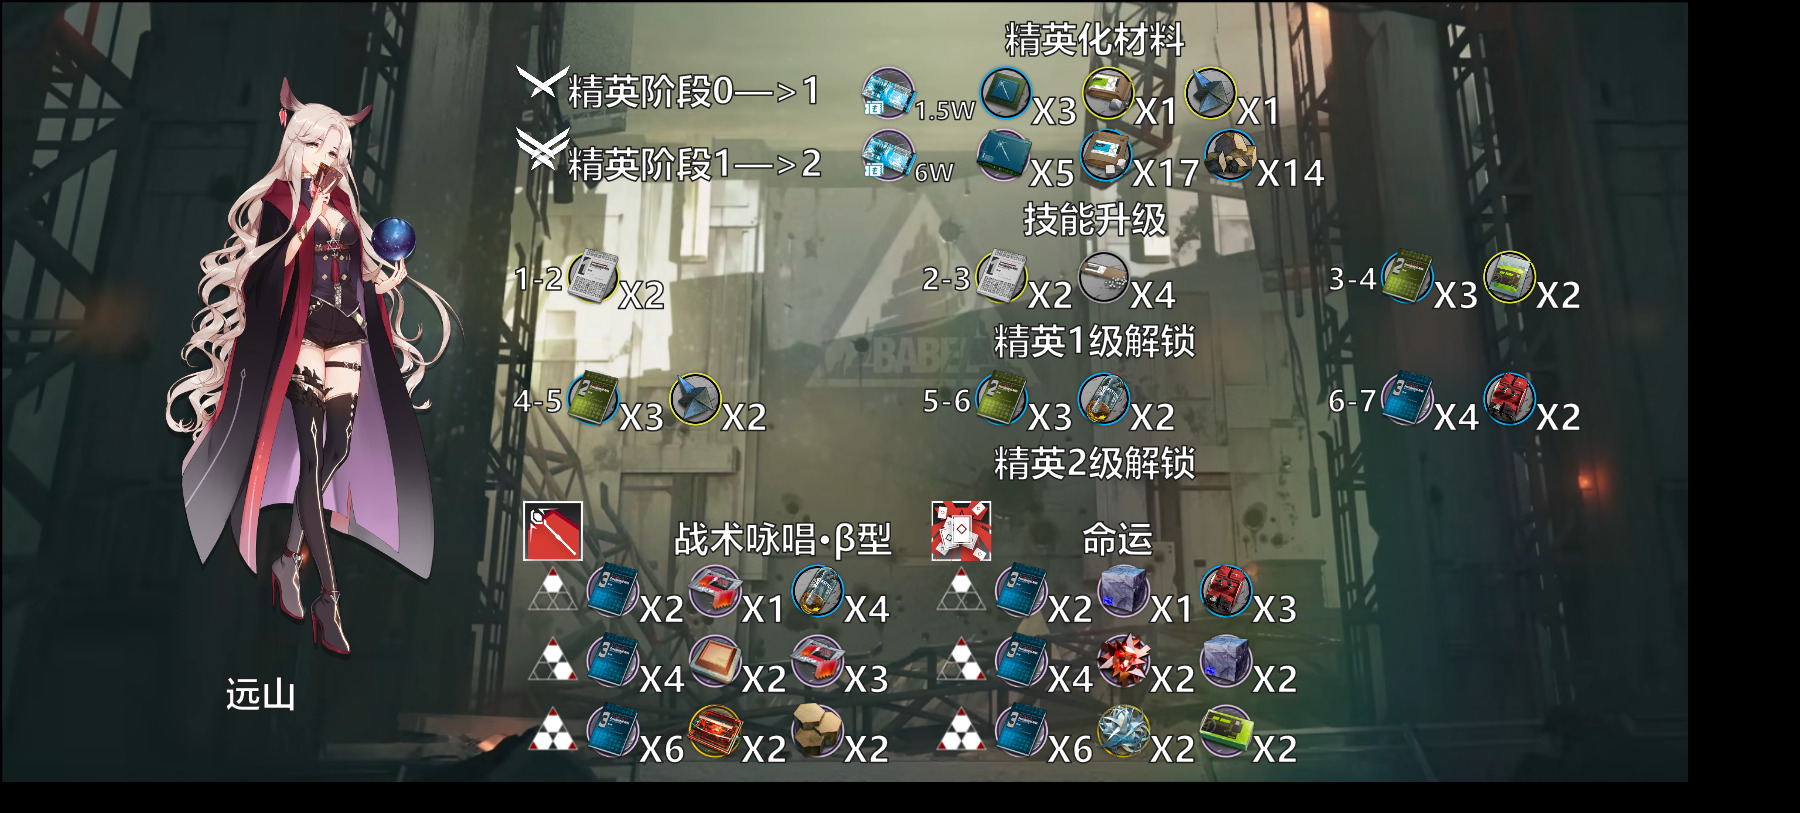 精英化材料
精英阶段0—>1 1.5W X3 X1 X1
精英阶段1—>2 6W X5 X17 X14
技能升级
1-2 X2 2-3 X2 X4 3-4 X3 X2
BABEL
精英1级解锁
4-5 X3 X2 5-6 X3 X2 6-7 X4 X2
精英2级解锁
战术咏唱·β型 命运
X2 X1 X4 X2 X1 X3
X4 X2 X3 X4 X2 X2
X6 X2 X2 X6 X2 X2
远山